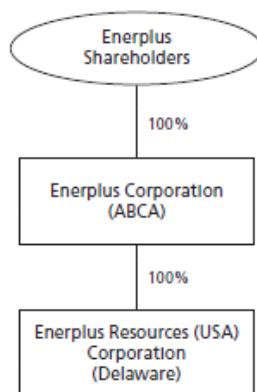 Enerplus
Shareholders
100%
Enerplus Corporation
(ABCA)
100%
Enerplus Resources (USA)
Corporation
(Delaware)